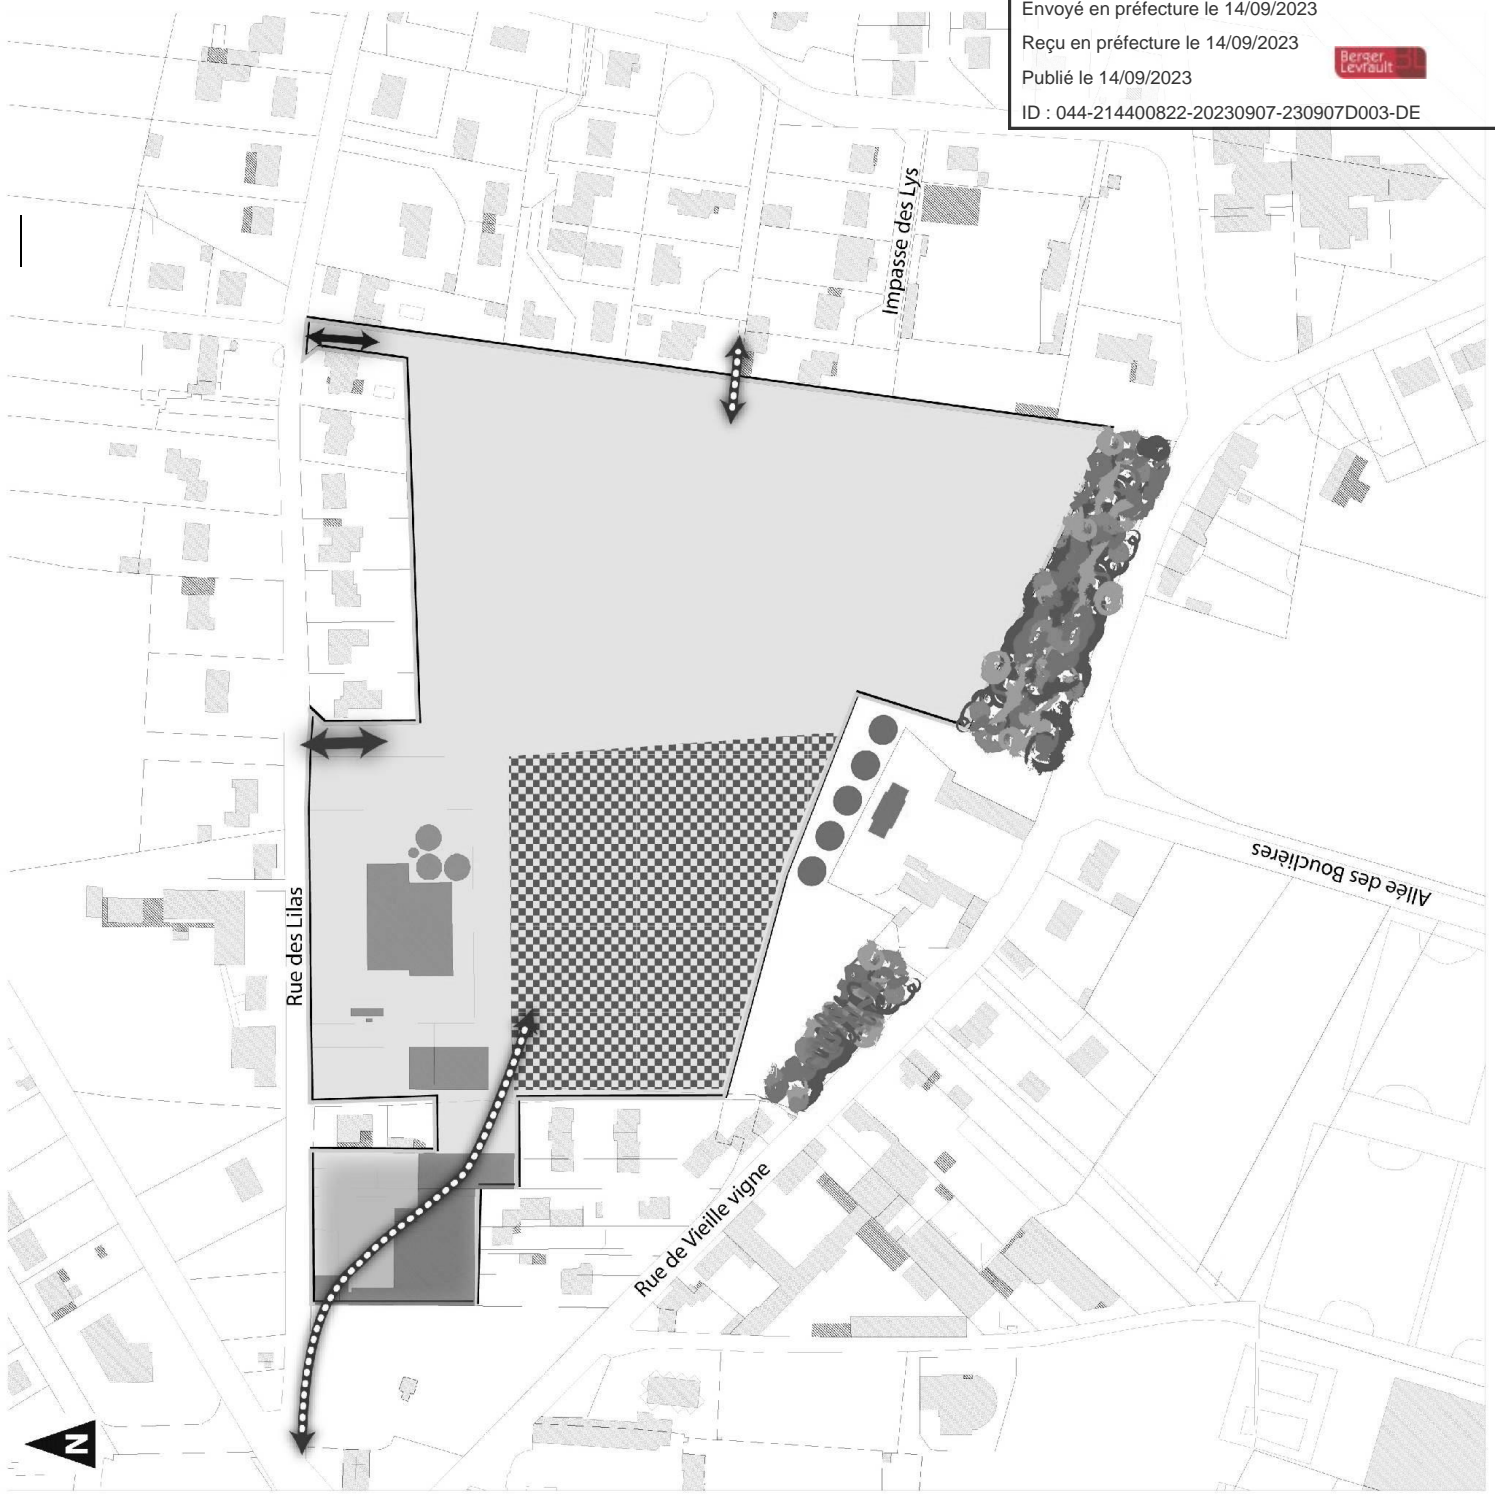 Envoyé en préfecture le 14/09/2023
Reçu en préfecture le 14/09/2023
Publié le 14/09/2023
ID : 044-214400822-20230907-230907D003-DE
Berger
Levrault
BL
Impasse des Lys
Rue des Lilas
Allée des Bouclières
Rue de Vieille vigne
N